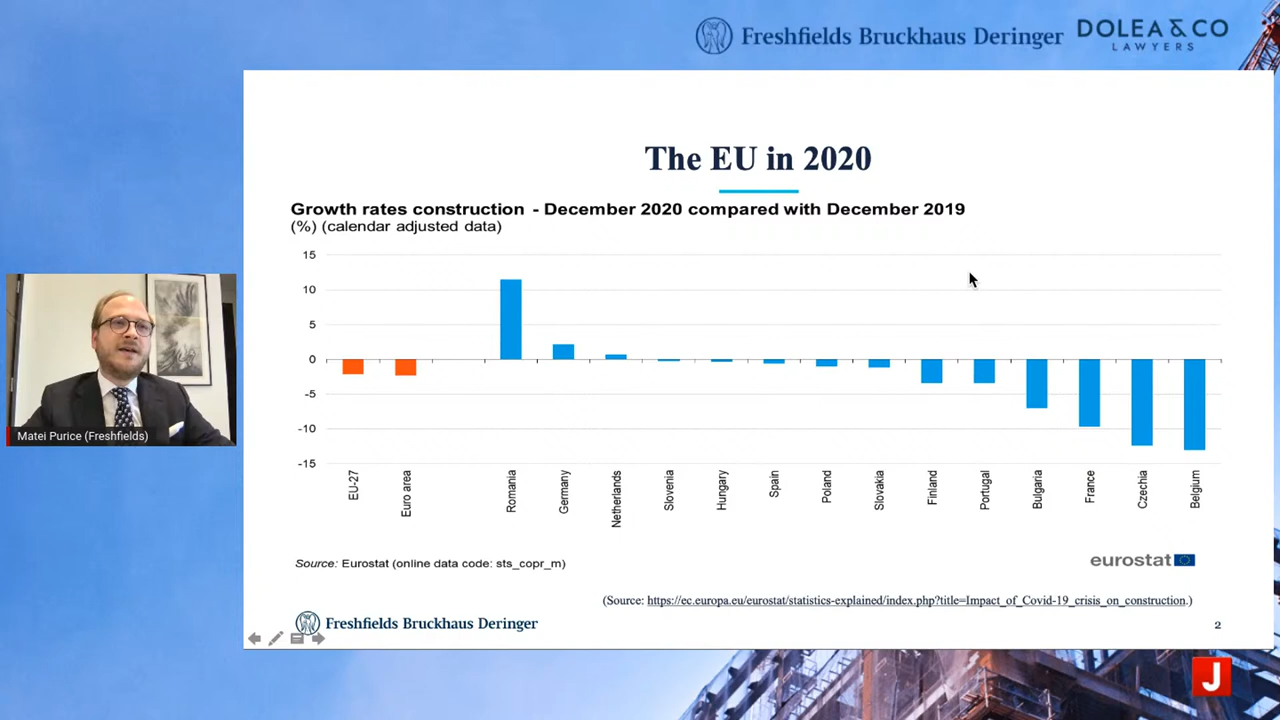 Freshfields Bruckhaus Deringer
DOLEA & CO
LAWYERS
The EU in 2020
Growth rates construction - December 2020 compared with December 2019
(%) (calendar adjusted data)
15
10
5
0
-5
-10
-15
EU-27
Euro area
Romania
Germany
Netherlands
Slovenia
Hungary
Spain
Poland
Slovakia
Finland
Portugal
Bulgaria
France
Czechia
Belgium
Matei Purice (Freshfields)
Source: Eurostat (online data code: sts_copr_m)
eurostat
(Source: https://ec.europa.eu/eurostat/statistics-explained/index.php?title=Impact_of_Covid-19_crisis_on_construction.)
Freshfields Bruckhaus Deringer
2
J